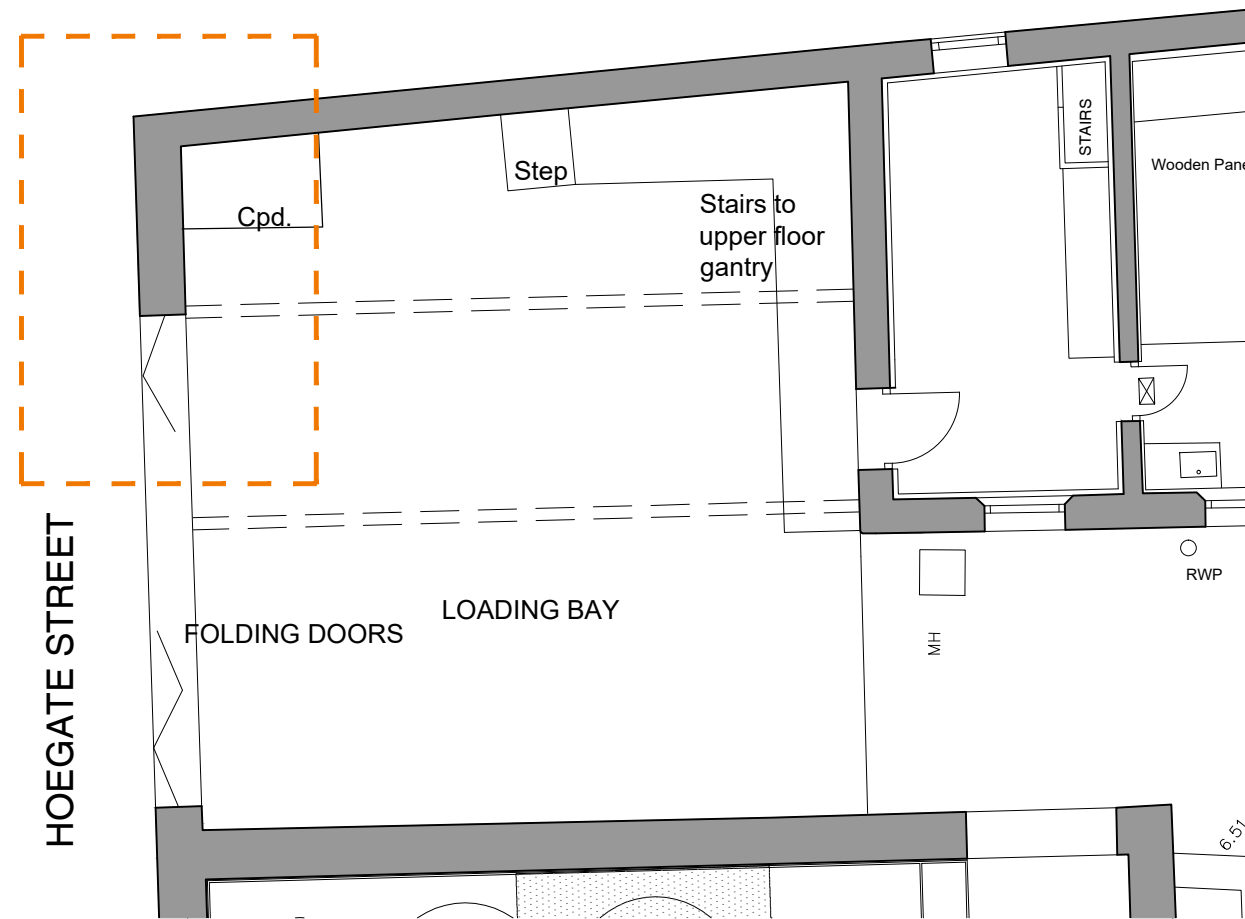 STAIRS
Wooden Pane
Step
Cpd.
Stairs to
upper floor
gantry
HOEGATE STREET
RWP
LOADING BAY
FOLDING DOORS
MH
6.51